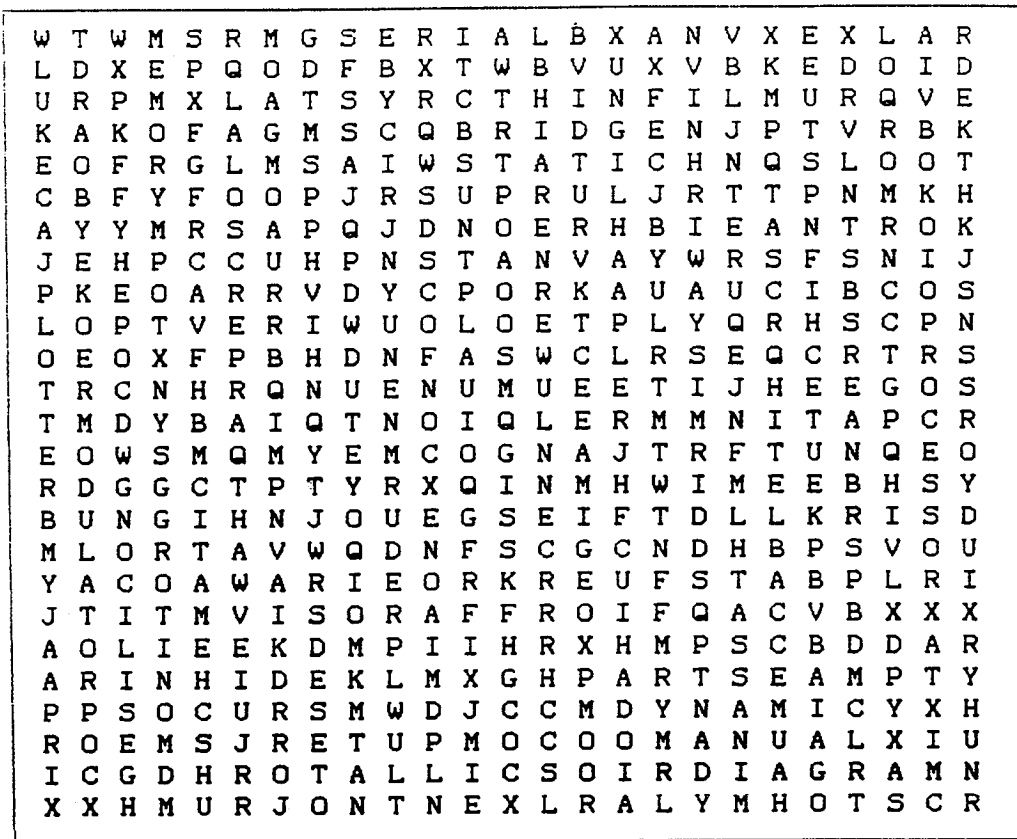 W T W M S R M G S E R I A L B X A N V X E X L A R
L D X E P Q O D F B X T W B V U X V B K E D O I D
U R P M X L A T S Y R C T H I N F I L M U R Q V E
K A K O F A G M S C Q B R I D G E N J P T V R B K
E O F R G L M S A I W S T A T I C H N Q S L O O T
C B F Y F O O P J R S U P R U L J R T T P N M K H
A Y Y M R S A P Q J D N O E R H B I E A N T R O K
J E H P C C U H P N S T A N V A Y W R S F S N I J
P K E O A R R V D Y C P O R K A U A U C I B C O S
L O P T V E R I W U O L O E T P L Y Q R H S C P N
O E O X F P B H D N F A S W C L R S E Q C R T R S
T R C N H R Q N U E N U M U E E T I J H E E G O S
T M D Y B A I Q T N O I Q L E R M M N I T A P C R
E O W S M Q M Y E M C O G N A J T R F T U N Q E O
R D G G C T P T Y R X Q I N M H W I M E E B H S Y
B U N G I H N J O U E G S E I F T D L L K R I S D
M L O R T A V W Q D N F S C G C N D H B P S V O U
Y A C O A W A R I E O R K R E U F S T A B P L R I
J T I T M V I S O R A F F R O I F Q A C V B X X X
A O L I E E K D M P I I H R X H M P S C B D D A R
A R I N H I D E K L M X G H P A R T S E A M P T Y
P P S O C U R S M W D J C C M D Y N A M I C Y X H
R O E M S J R E T U P M O C O O M A N U A L X I U
I C G D H R O T A L L I C S O I R D I A G R A M N
X X H M U R J O N T N E X L R A L Y M H O T S C R